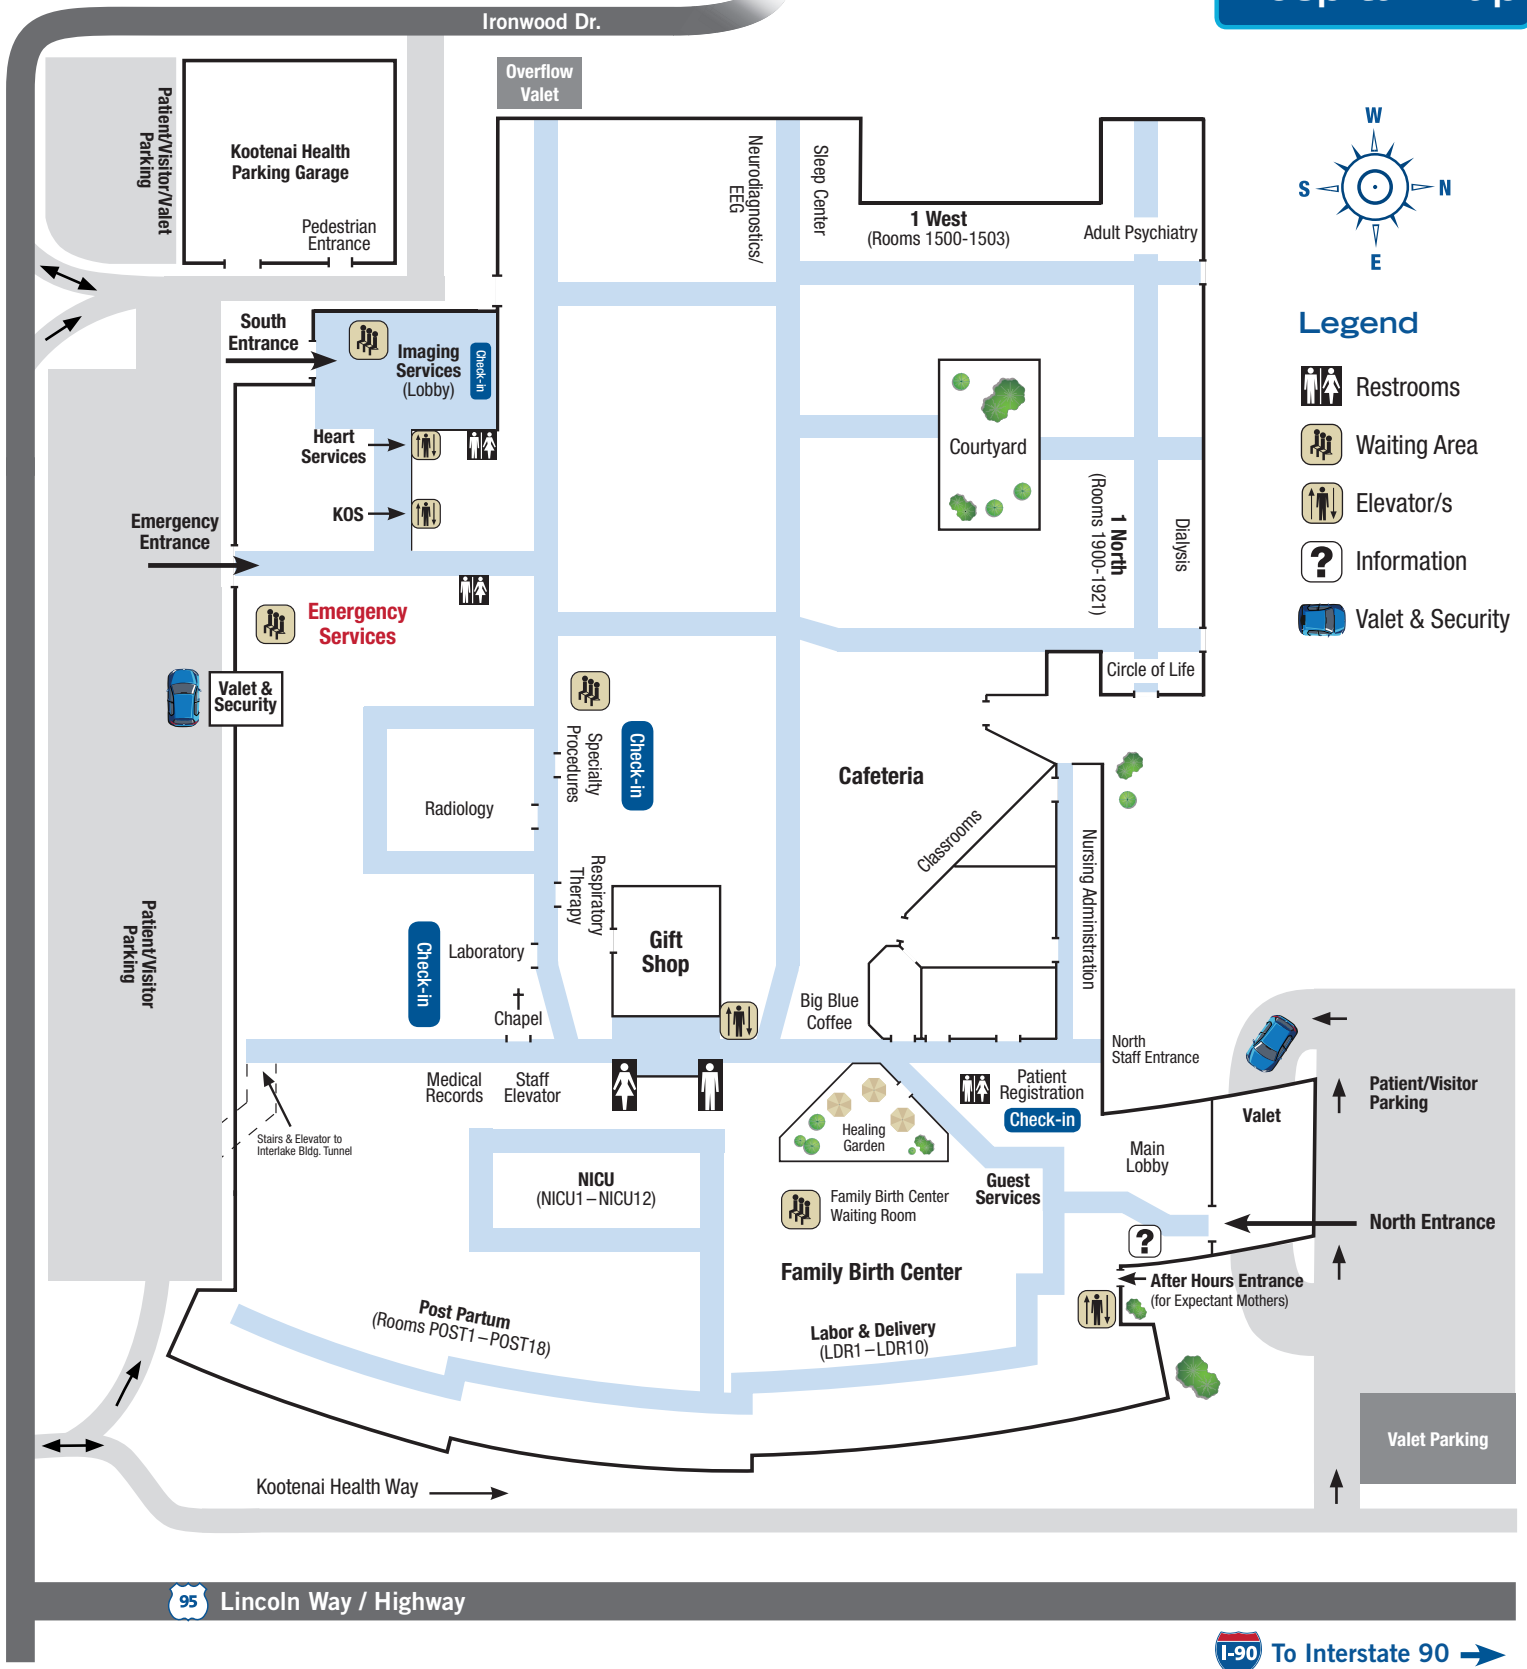 Ironwood Dr.
Overflow
Valet
Patient/Visitor/Valet
Parking
Kootenai Health
Parking Garage
Pedestrian
Entrance
Neurodiagnostics/
EEG
Sleep Center
1 West
(Rooms 1500-1503)
Adult Psychiatry
W
S
N
E
South
Entrance
Imaging
Services
(Lobby)
Check-in
Legend
Restrooms
Waiting Area
Elevator/s
? Information
Valet & Security
Heart
Services
KOS
Courtyard
1 North
(Rooms 1900-1921)
Dialysis
Emergency
Entrance
Emergency
Services
Valet &
Security
Circle of Life
Specialty
Procedures
Check-in
Radiology
Cafeteria
Classrooms
Nursing Administration
Respiratory
Therapy
Gift
Shop
Patient/Visitor
Parking
Check-in
Laboratory
Chapel
Big Blue
Coffee
North
Staff Entrance
Medical
Records
Staff
Elevator
Patient
Registration
Check-in
Patient/Visitor
Parking
Valet
Healing
Garden
Main
Lobby
Stairs & Elevator to
Interlake Bldg. Tunnel
NICU
(NICU1–NICU12)
Guest
Services
Family Birth Center
Waiting Room
North Entrance
?
Family Birth Center
After Hours Entrance
(for Expectant Mothers)
Post Partum
(Rooms POST1–POST18)
Labor & Delivery
(LDR1–LDR10)
Valet Parking
Kootenai Health Way
95 Lincoln Way / Highway
I-90 To Interstate 90